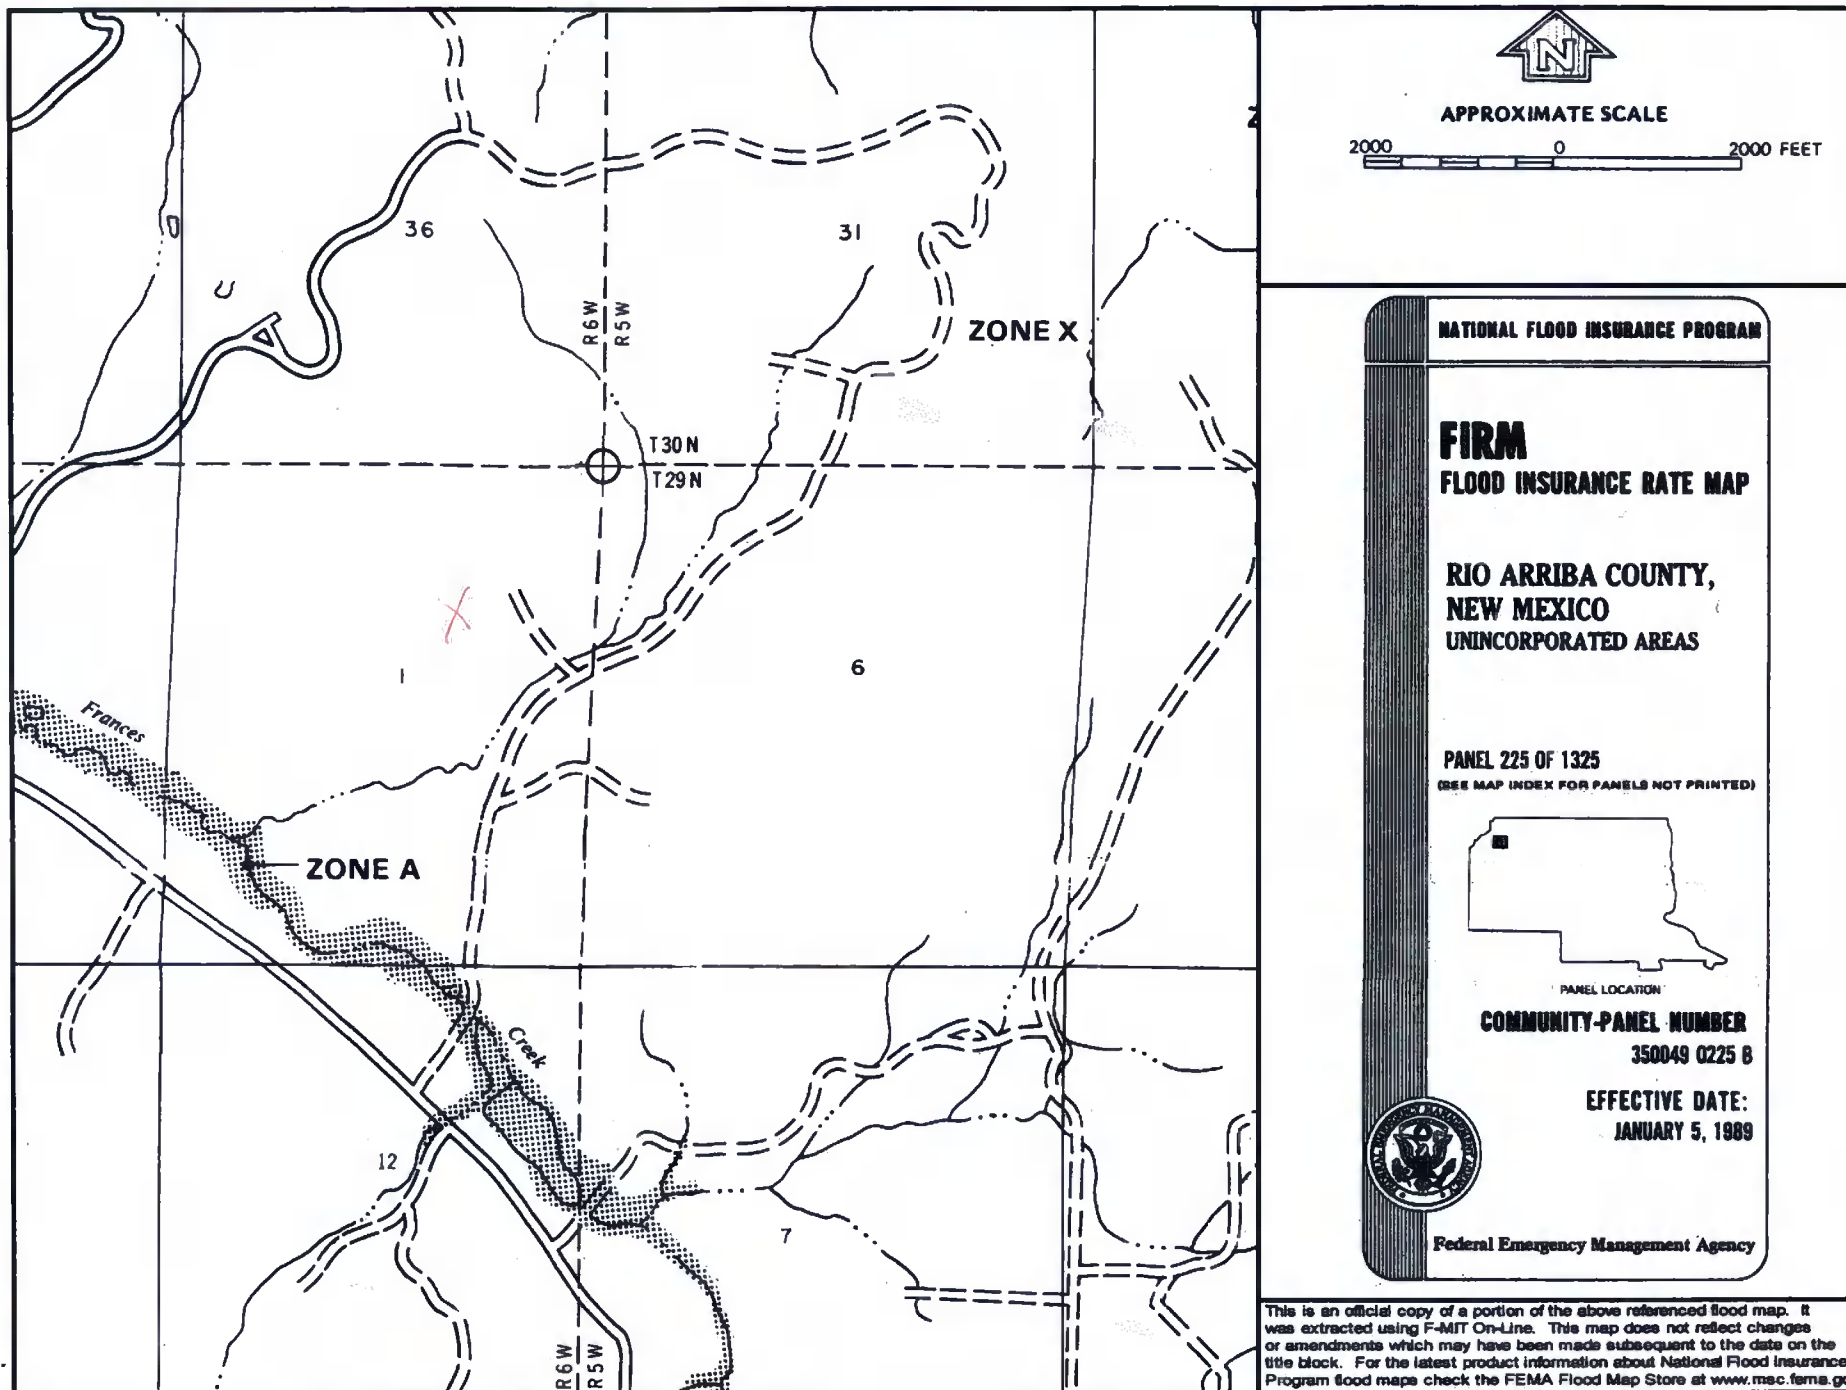 36
31
R6W
R5W
ZONE X
T30N
T29N
1
6
Frances
ZONE A
Creek
12
7
R6W
R5W
N
APPROXIMATE SCALE
2000 0 2000 FEET
NATIONAL FLOOD INSURANCE PROGRAM
FIRM
FLOOD INSURANCE RATE MAP
RIO ARRIBA COUNTY,
NEW MEXICO
UNINCORPORATED AREAS
PANEL 225 OF 1325
(SEE MAP INDEX FOR PANELS NOT PRINTED)
PANEL LOCATION
COMMUNITY-PANEL NUMBER
350049 0225 B
EFFECTIVE DATE:
JANUARY 5, 1989
Federal Emergency Management Agency
This is an official copy of a portion of the above referenced flood map. It
was extracted using F-MIT On-Line. This map does not reflect changes
or amendments which may have been made subsequent to the date on the
title block. For the latest product information about National Flood Insurance
Program flood maps check the FEMA Flood Map Store at www.msc.fema.gov